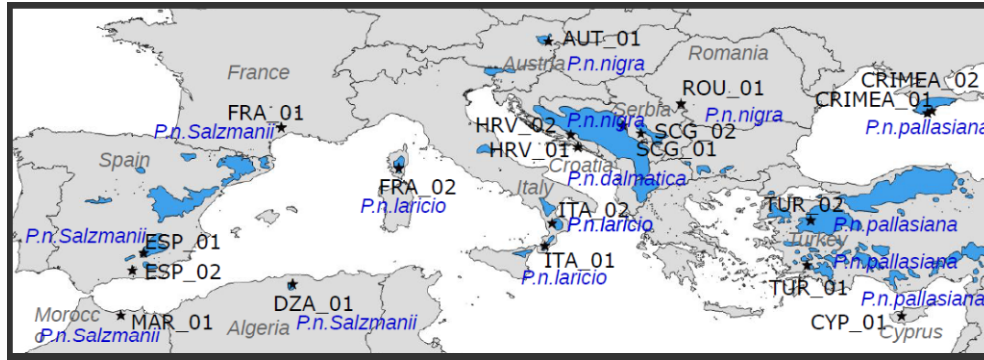 AUT_01
Austria
P.n.nigra
Romania
France
CRIMEA_02
CRIMEA_01
P.n.pallasiana
FRA_01
P.n.Salzmanii
ROU_01
P.n.nigra
Serbia
P.n.nigra
HRV_02
SCG_02
HRV_01
SCG_01
Croatia
P.n.dalmatica
Spain
FRA_02
P.n.laricio
Italy
ITA_02
P.n.laricio
TUR_02
P.n.pallasiana
Turkey
P.n.Salzmanii
ESP_01
ESP_02
ITA_01
P.n.laricio
P.n.pallasiana
TUR_01
P.n.pallasiana
DZA_01
P.n.Salzmanii
Morocc
o
MAR_01
P.n.Salzmanii
Algeria
CYP_01
Cyprus